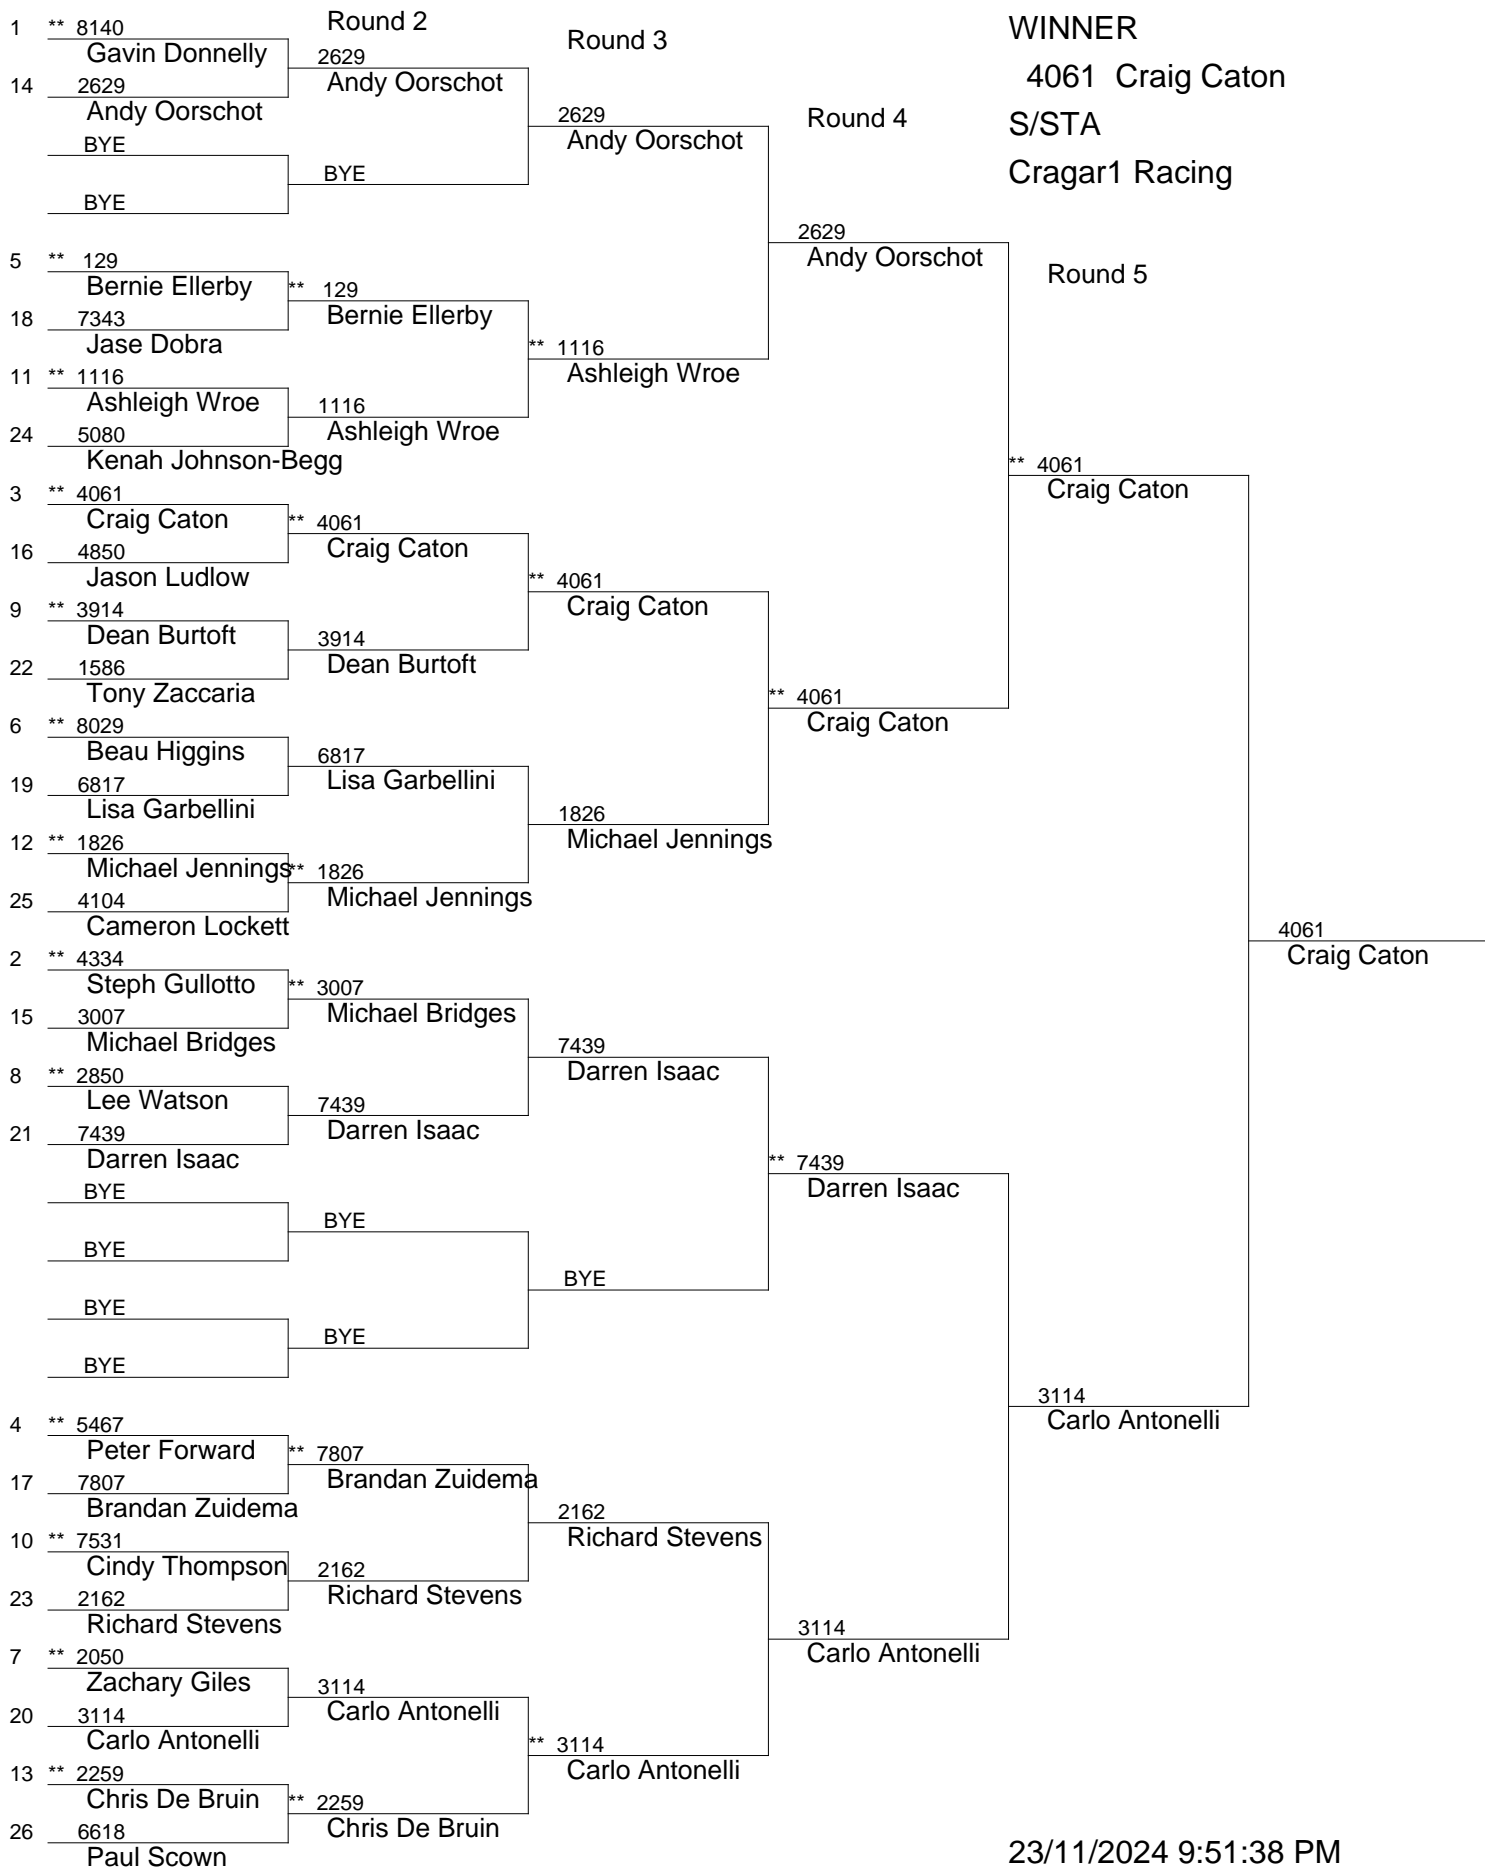 Round 2
Round 3
Round 4
Round 5
WINNER
4061 Craig Caton
S/STA
Cragar1 Racing
1 ** 8140
Gavin Donnelly
14 2629
Andy Oorschot
BYE
BYE
5 ** 129
Bernie Ellerby
18 7343
Jase Dobra
11 ** 1116
Ashleigh Wroe
24 5080
Kenah Johnson-Begg
3 ** 4061
Craig Caton
16 4850
Jason Ludlow
9 ** 3914
Dean Burtoft
22 1586
Tony Zaccaria
6 ** 8029
Beau Higgins
19 6817
Lisa Garbellini
12 ** 1826
Michael Jennings
25 4104
Cameron Lockett
2 ** 4334
Steph Gullotto
15 3007
Michael Bridges
8 ** 2850
Lee Watson
21 7439
Darren Isaac
BYE
BYE
BYE
BYE
4 ** 5467
Peter Forward
17 7807
Brandan Zuidema
10 ** 7531
Cindy Thompson
23 2162
Richard Stevens
7 ** 2050
Zachary Giles
20 3114
Carlo Antonelli
13 ** 2259
Chris De Bruin
26 6618
Paul Scown
2629
Andy Oorschot
BYE
** 129
Bernie Ellerby
1116
Ashleigh Wroe
** 4061
Craig Caton
3914
Dean Burtoft
6817
Lisa Garbellini
** 1826
Michael Jennings
** 3007
Michael Bridges
7439
Darren Isaac
BYE
BYE
** 7807
Brandan Zuidema
2162
Richard Stevens
3114
Carlo Antonelli
** 2259
Chris De Bruin
2629
Andy Oorschot
** 1116
Ashleigh Wroe
** 4061
Craig Caton
1826
Michael Jennings
7439
Darren Isaac
BYE
2162
Richard Stevens
** 3114
Carlo Antonelli
2629
Andy Oorschot
** 4061
Craig Caton
** 7439
Darren Isaac
3114
Carlo Antonelli
** 4061
Craig Caton
3114
Carlo Antonelli
4061
Craig Caton
23/11/2024 9:51:38 PM